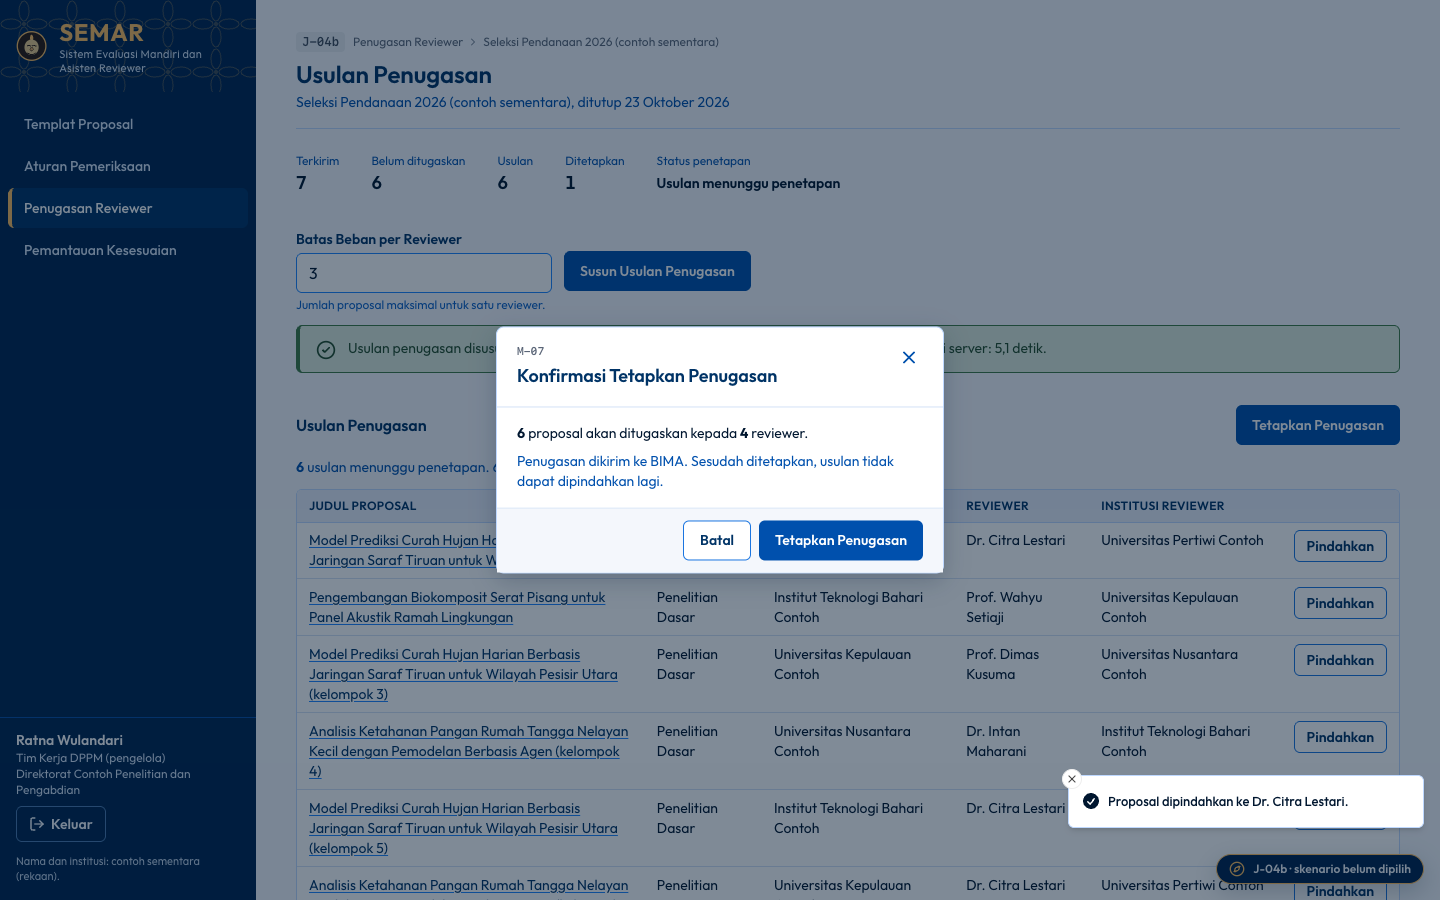 SEMAR
Sistem Evaluasi Mandiri dan
Asisten Reviewer
Templat Proposal
Aturan Pemeriksaan
Penugasan Reviewer
Pemantauan Kesesuaian
Ratna Wulandari
Tim Kerja DPPM (pengelola)
Direktorat Contoh Penelitian dan
Pengabdian
Keluar
Nama dan institusi: contoh sementara
(rekaan).
J-04b Penugasan Reviewer > Seleksi Pendanaan 2026 (contoh sementara)
Usulan Penugasan
Seleksi Pendanaan 2026 (contoh sementara), ditutup 23 Oktober 2026
Terkirim Belum ditugaskan Usulan Ditetapkan Status penetapan
7 6 6 1 Usulan menunggu penetapan
Batas Beban per Reviewer
3 Susun Usulan Penugasan
Jumlah proposal maksimal untuk satu reviewer.
Usulan penugasan server: 5,1 detik.
M-07
Konfirmasi Tetapkan Penugasan
6 proposal akan ditugaskan kepada 4 reviewer.
Penugasan dikirim ke BIMA. Sesudah ditetapkan, usulan tidak
dapat dipindahkan lagi.
Batal Tetapkan Penugasan
Usulan Penugasan Tetapkan Penugasan
6 usulan menunggu penetapan.
JUDUL PROPOSAL REVIEWER INSTITUSI REVIEWER
Model Prediksi Curah Hujan Dr. Citra Lestari Universitas Pertiwi Contoh Pindahkan
Jaringan Saraf Tiruan untuk
Pengembangan Biokomposit Serat Pisang untuk Penelitian Institut Teknologi Bahari Prof. Wahyu Universitas Kepulauan Pindahkan
Panel Akustik Ramah Lingkungan Dasar Contoh Setiaji Contoh
Model Prediksi Curah Hujan Harian Berbasis Penelitian Universitas Kepulauan Prof. Dimas Universitas Nusantara Pindahkan
Jaringan Saraf Tiruan untuk Wilayah Pesisir Utara Dasar Contoh Kusuma Contoh
(kelompok 3)
Analisis Ketahanan Pangan Rumah Tangga Nelayan Penelitian Universitas Nusantara Dr. Intan Institut Teknologi Bahari Pindahkan
Kecil dengan Pemodelan Berbasis Agen (kelompok Dasar Contoh Maharani Contoh
4)
Model Prediksi Curah Hujan Harian Berbasis Penelitian Institut Teknologi Bahari Dr. Citra Lestari
Jaringan Saraf Tiruan untuk Wilayah Pesisir Utara Dasar Contoh
(kelompok 5)
Analisis Ketahanan Pangan Rumah Tangga Nelayan Penelitian Universitas Kepulauan Dr. Citra Lestari Universitas Pertiwi Contoh Pindahkan
Proposal dipindahkan ke Dr. Citra Lestari.
J-04b · skenario belum dipilih